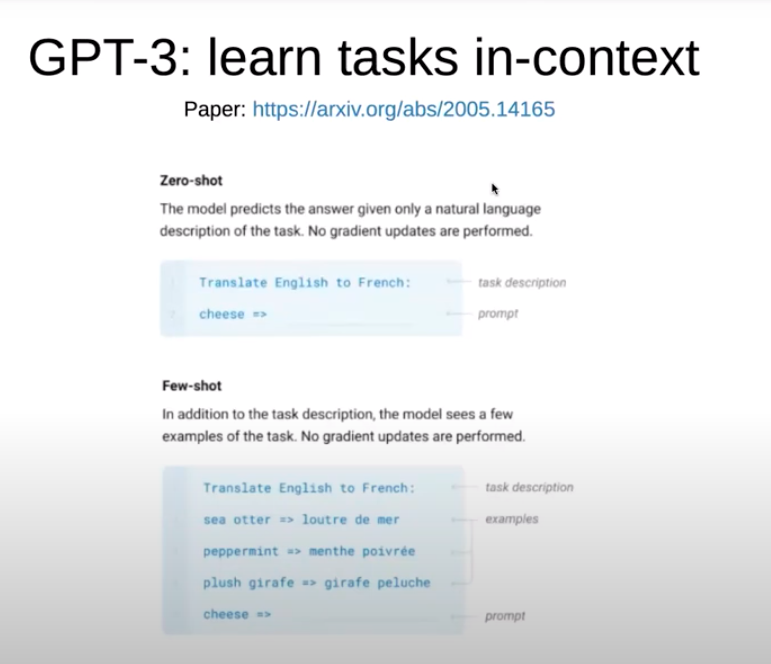 GPT-3: learn tasks in-context
Paper: https://arxiv.org/abs/2005.14165
Zero-shot
The model predicts the answer given only a natural language
description of the task. No gradient updates are performed.
Translate English to French: task description
cheese => prompt
Few-shot
In addition to the task description, the model sees a few
examples of the task. No gradient updates are performed.
Translate English to French: task description
sea otter => loutre de mer examples
peppermint => menthe poivrée
plush girafe => girafe peluche
cheese => prompt